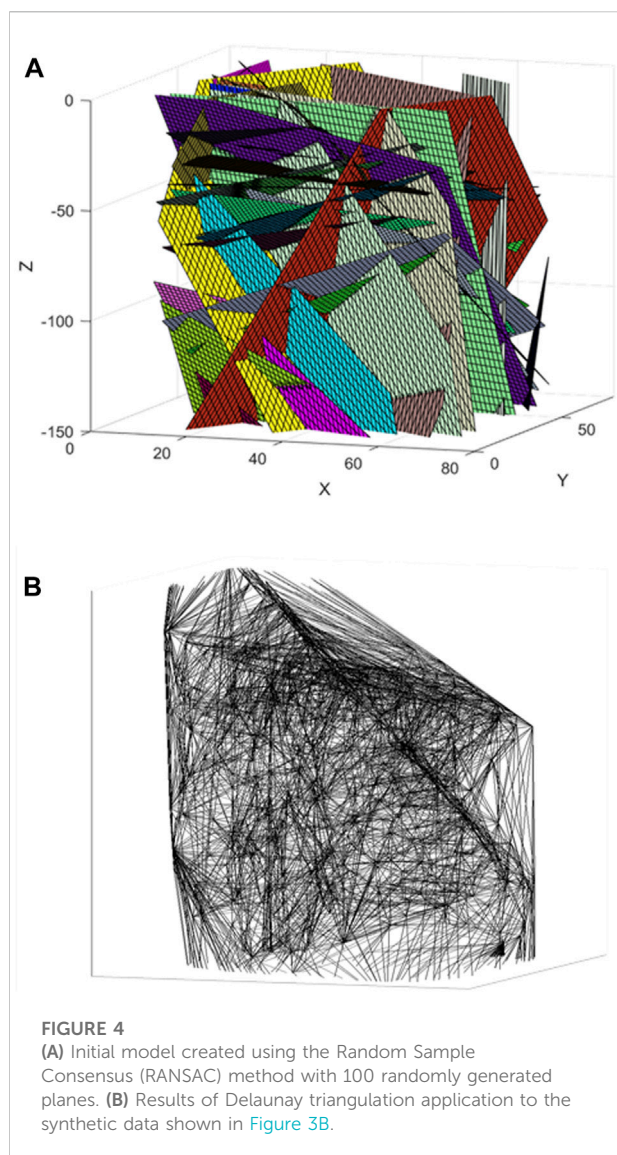 A
0
-50
Z
-100
-150
0
20
40
60
80
X
0
50
Y
B
FIGURE 4
(A) Initial model created using the Random Sample
Consensus (RANSAC) method with 100 randomly generated
planes. (B) Results of Delaunay triangulation application to the
synthetic data shown in Figure 3B.